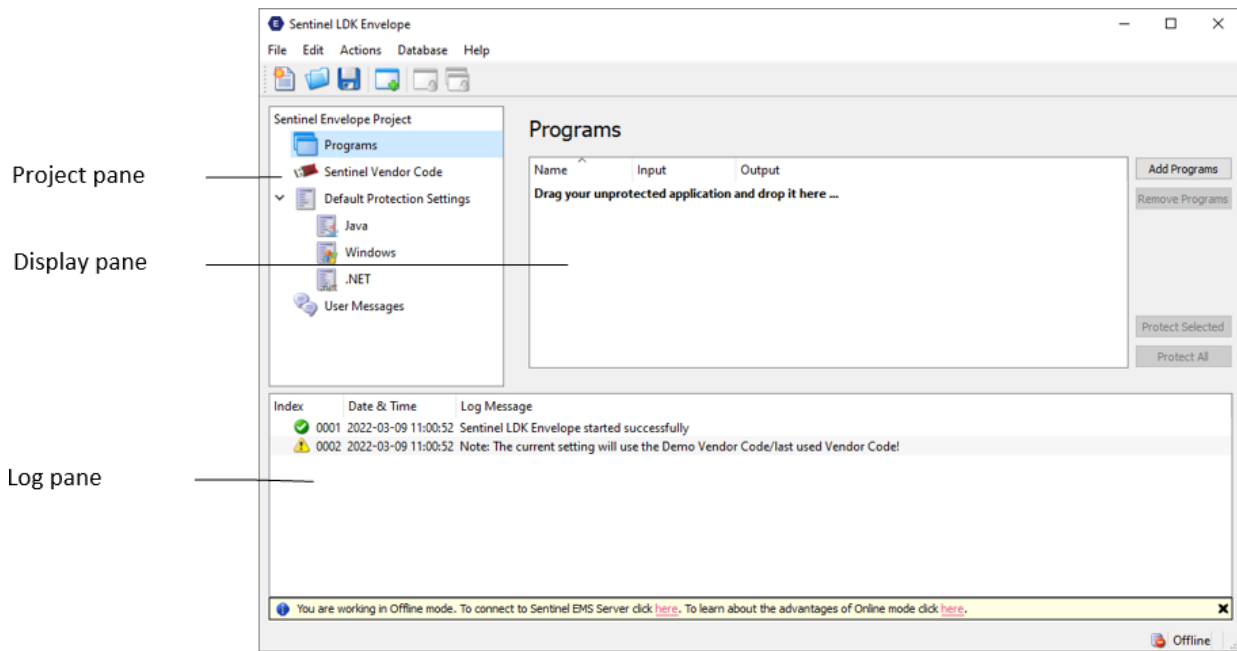 Sentinel LDK Envelope
File Edit Actions Database Help
Sentinel Envelope Project
Programs
Sentinel Vendor Code
Default Protection Settings
Java
Windows
.NET
User Messages
Project pane
Display pane
Log pane
Programs
Name Input Output
Drag your unprotected application and drop it here ...
Add Programs
Remove Programs
Protect Selected
Protect All
Index Date & Time Log Message
0001 2022-03-09 11:00:52 Sentinel LDK Envelope started successfully
0002 2022-03-09 11:00:52 Note: The current setting will use the Demo Vendor Code/last used Vendor Code!
You are working in Offline mode. To connect to Sentinel EMS Server click here. To learn about the advantages of Online mode click here.
Offline